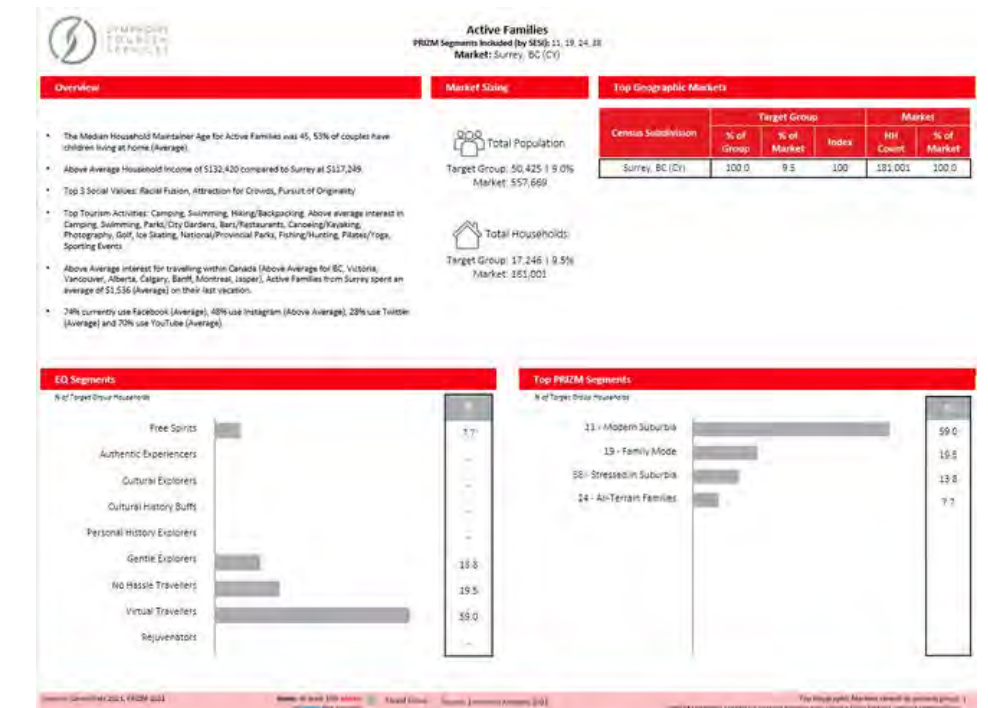 SYMPHONY
TOURISM
SERVICES
Active Families
PRIZM Segments Included (by SESI): 11, 19, 24,
Market: Surrey, BC (CY)
Overview
Market Sizing
Top Geographic Markets
The Median Household Maintainer Age for Active Families was 45, 53% of couples have
children living at home (Average).
Above Average Household Income of $132,420 compared to Surrey at $117,249
Top 3 Social Values: Racial Fusion, Attraction for Crowds, Pursuit of Originality
Top Tourism Activities: Camping, Swimming, Hiking/Backpacking. Above average interest in
Camping, Swimming, Parks/City Gardens, Bars/Restaurants, Canoeing/Kayaking,
Photography, Golf, Ice Skating, National/Provincial Parks, Fishing/Hunting, Pilates/Yoga,
Sporting Events
Above Average interest for travelling within Canada (Above Average for BC, Victoria,
Vancouver, Alberta, Calgary, Banff, Montreal, Jasper), Active Families from Surrey spent an
average of $1,536 (Average) on their last vacation.
74% currently use Facebook (Average), 48% use Instagram (Above Average), 28% use Twitter
(Average) and 70% use YouTube (Average)
Total Population
Target Group: 50,425 | 9.0%
Market: 557,669
Total Households
Target Group: 17,246 | 9.5%
Market: 181,001
Target Group
Market
Census Subdivision
% of Group
% of Market
Index
HH Count
% of Market
Surrey, BC (CY) 100.0 9.5 100 181,001 100.0
EQ Segments
% of Target Group Households
%
Free Spirits 7.7
Authentic Experiencers -
Cultural Explorers -
Cultural History Buffs -
Personal History Explorers -
Gentle Explorers 13.8
No Hassle Travellers 19.5
Virtual Travellers 59.0
Rejuvenators -
Top PRIZM Segments
% of Target Group Households
%
11 - Modern Suburbia 59.0
19 - Family Mode 19.5
Stressed in Suburbia 13.8
24 - All-Terrain Families 7.7